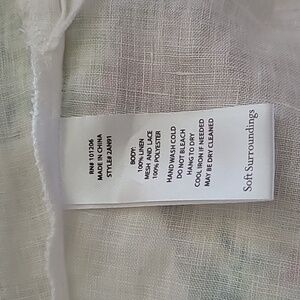 RN# 101206
MADE IN CHINA
STYLE# 2AN91
BODY:
100% LINEN
MESH AND LACE
100% POLYESTER
HAND WASH COLD
DO NOT BLEACH
HANG TO DRY
COOL IRON IF NEEDED
MAY BE DRY CLEANED
Soft Surroundings